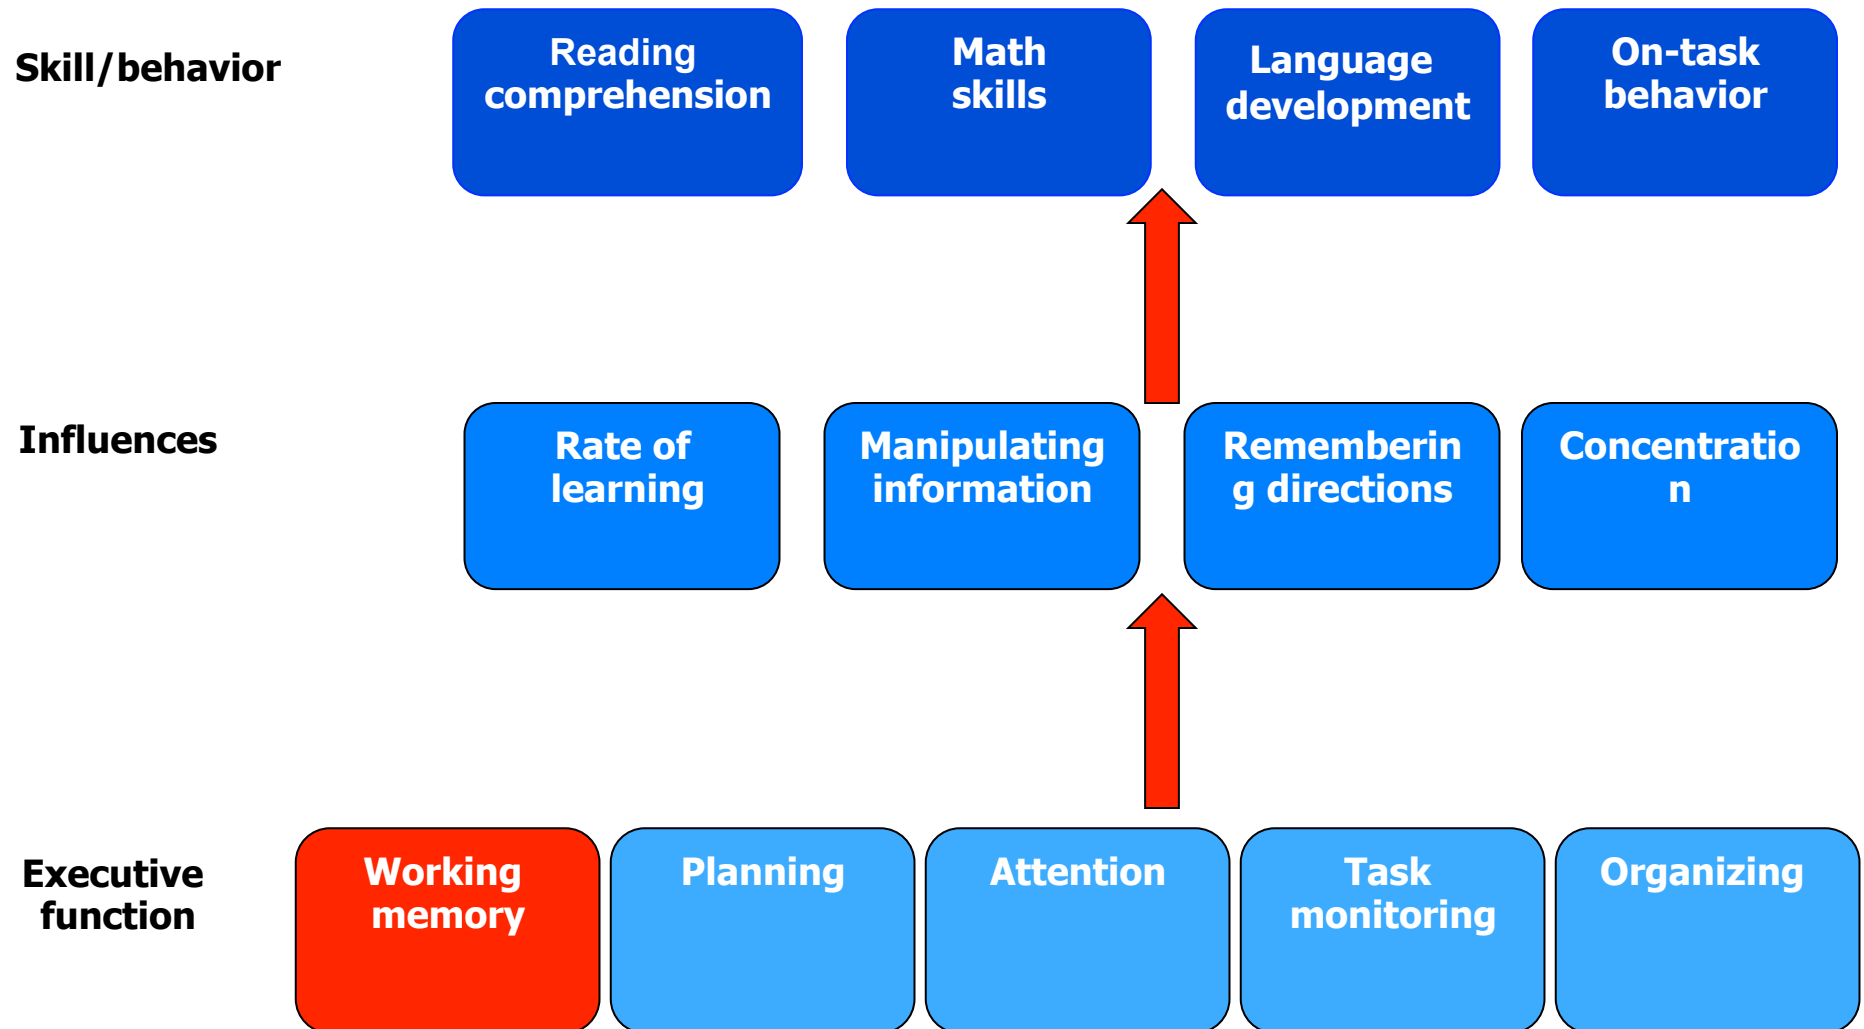 Skill/behavior
Reading
comprehension
Math
skills
Language
development
On-task
behavior
Influences
Rate of
learning
Manipulating
information
Rememberin
g directions
Concentratio
n
Executive
function
Working
memory
Planning
Attention
Task
monitoring
Organizing